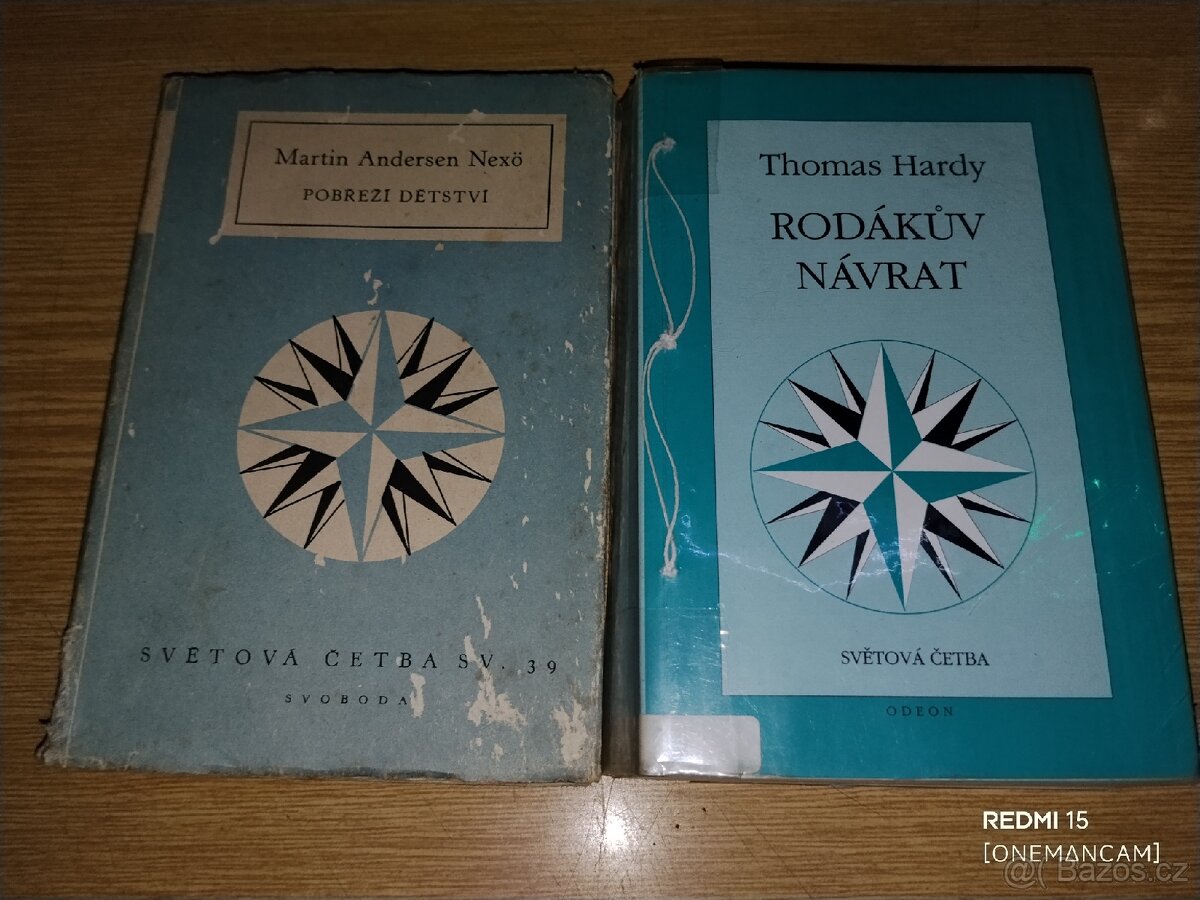 Martin Andersen Nexö
POBŘEŽÍ DĚTSTVÍ
SVĚTOVÁ ČETBA SV. 39
SVOBODA
Thomas Hardy
RODÁKŮV
NÁVRAT
SVĚTOVÁ ČETBA
ODEON
REDMI 15
[ONEMANCAM]
@( Bazoš.cz